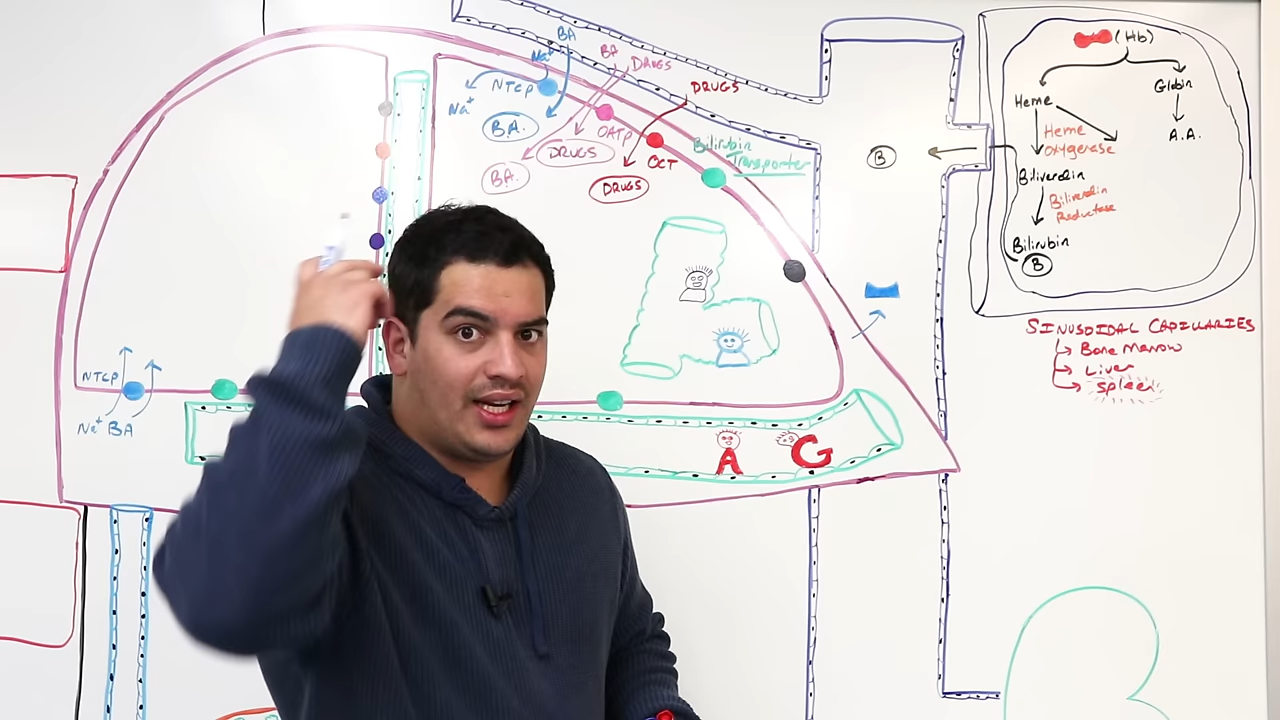 BA
Na+
NTCP
Na+
B.A.
BA
DRUGS
OATP
DRUGS
B.A.
DRUGS
OCT
DRUGS
Bilirubin
Transporter
B
(Hb)
Heme
Globin
A.A.
Heme
Oxygerase
Biliverdin
Biliverdin
Reductase
Bilirubin
B
SINUSOIDAL CAPILLARIES
Bone Marrow
Liver
Spleen
NTCP
Na+ BA
A
G